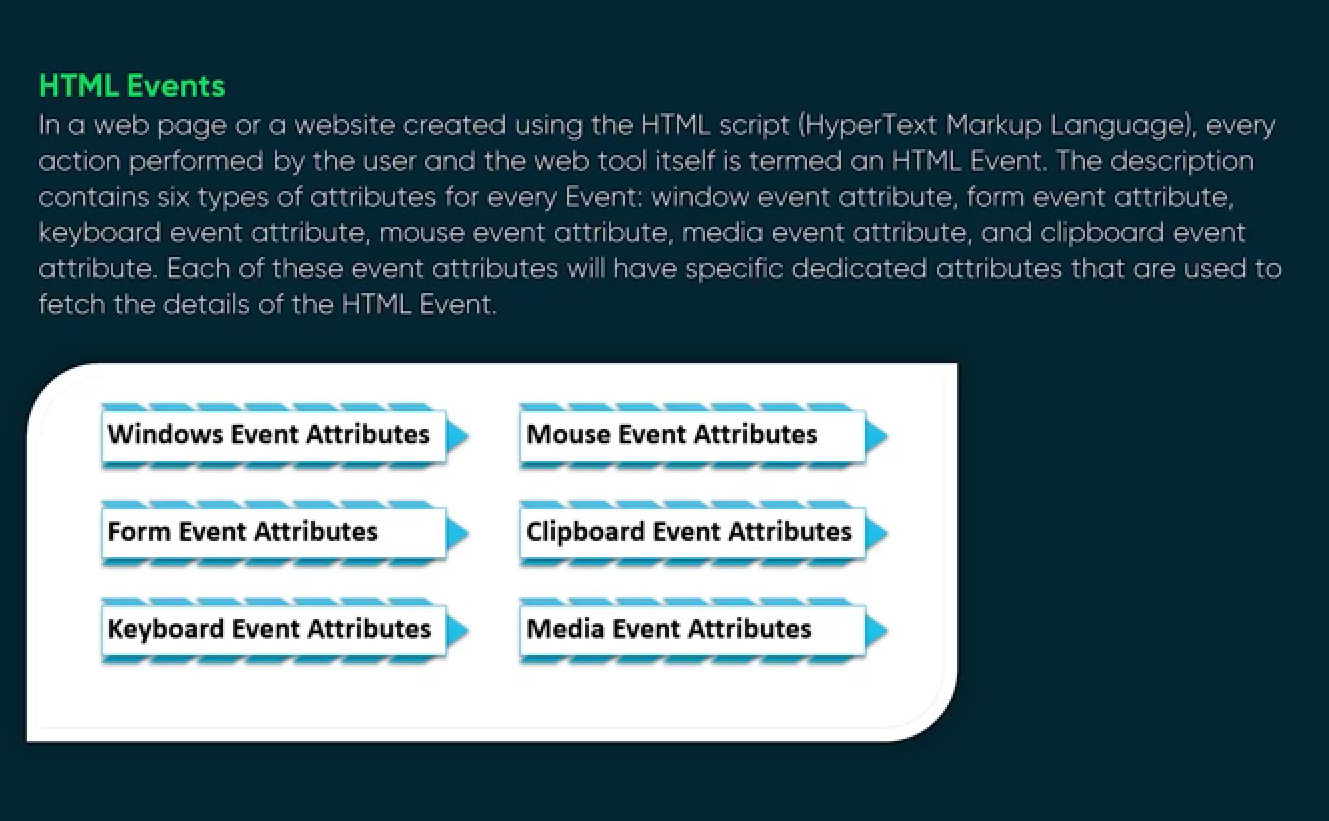 HTML Events
In a web page or a website created using the HTML script (HyperText Markup Language), every
action performed by the user and the web tool itself is termed an HTML Event. The description
contains six types of attributes for every Event: window event attribute, form event attribute,
keyboard event attribute, mouse event attribute, media event attribute, and clipboard event
attribute. Each of these event attributes will have specific dedicated attributes that are used to
fetch the details of the HTML Event.
Windows Event Attributes
Mouse Event Attributes
Form Event Attributes
Clipboard Event Attributes
Keyboard Event Attributes
Media Event Attributes